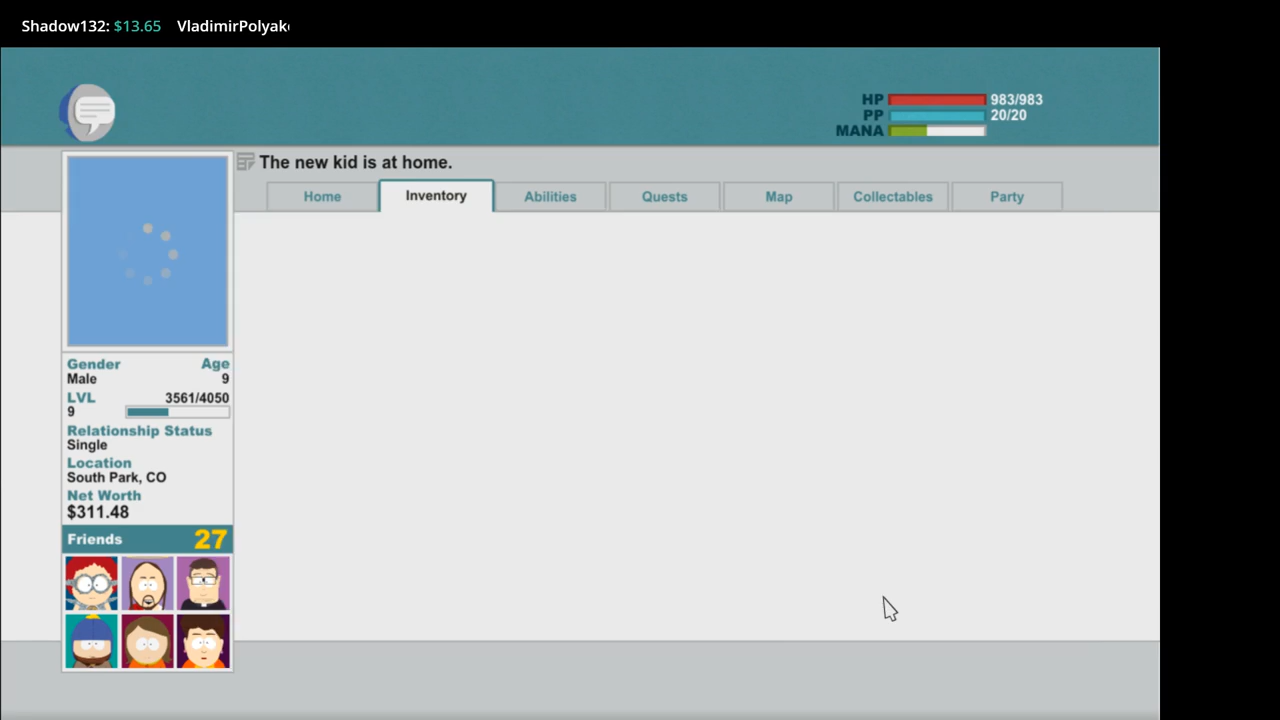 Shadow132: $13.65 VladimirPolyak
HP 983/983
PP 20/20
MANA
The new kid is at home.
Home Inventory Abilities Quests Map Collectables Party
Gender Age
Male 9
LVL 3561/4050
9
Relationship Status
Single
Location
South Park, CO
Net Worth
$311.48
Friends 27